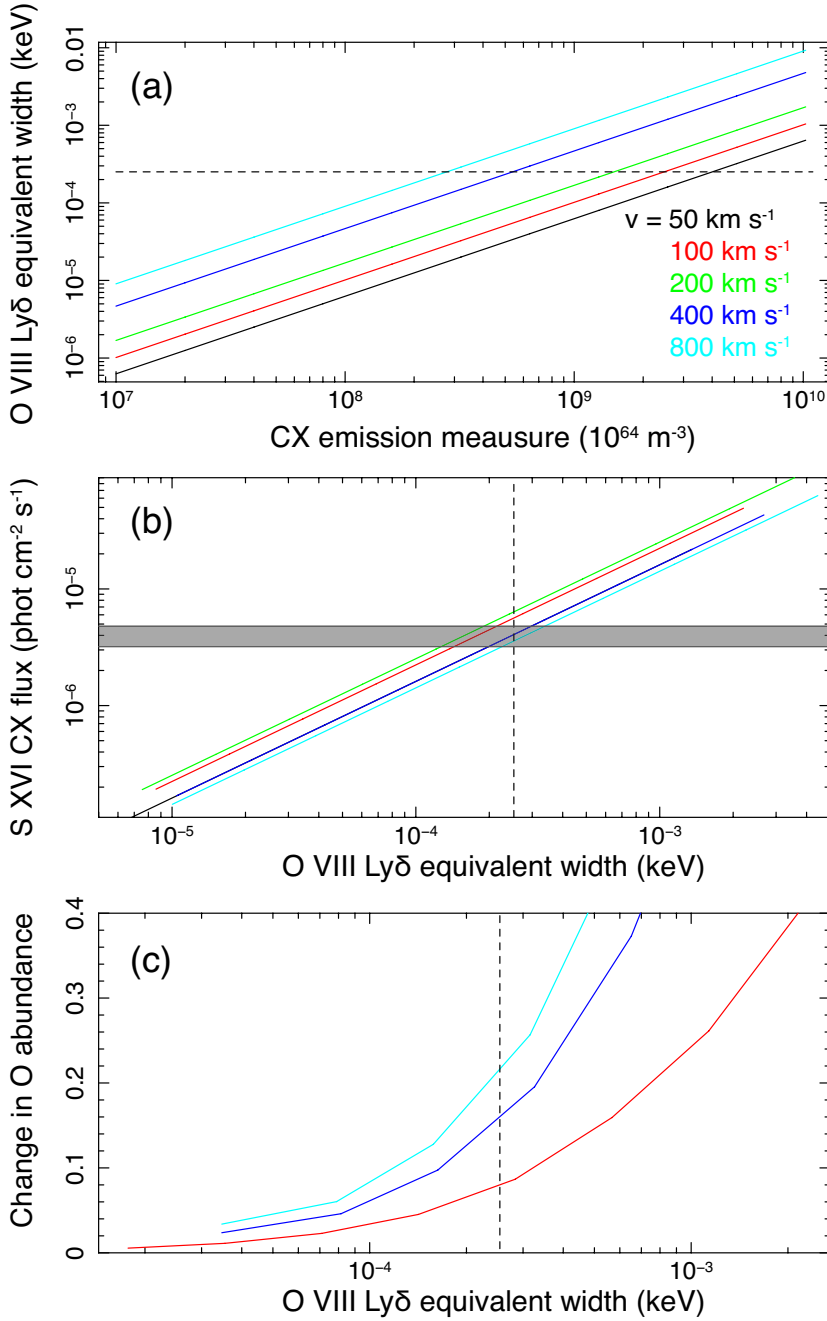 (a)
O VIII Lyδ equivalent width (keV)
0.01
10⁻³
10⁻⁴
10⁻⁵
10⁻⁶
v = 50 km s⁻¹
100 km s⁻¹
200 km s⁻¹
400 km s⁻¹
800 km s⁻¹
10⁷
10⁸
10⁹
10¹⁰
CX emission meausure (10⁶⁴ m⁻³)
(b)
S XVI CX flux (phot cm⁻² s⁻¹)
10⁻⁵
10⁻⁶
10⁻⁵
10⁻⁴
10⁻³
O VIII Lyδ equivalent width (keV)
(c)
Change in O abundance
0.4
0.3
0.2
0.1
0
10⁻⁴
10⁻³
O VIII Lyδ equivalent width (keV)